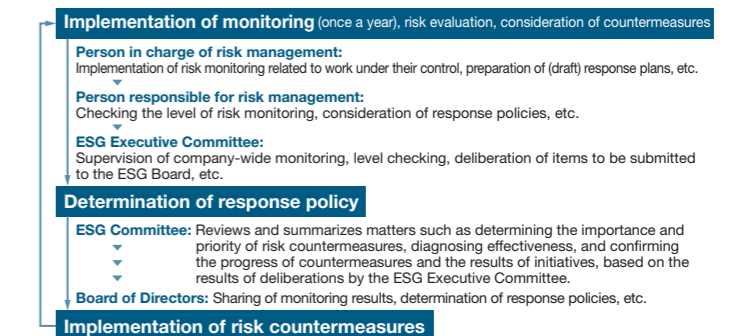 Implementation of monitoring (once a year), risk evaluation, consideration of countermeasures
Person in charge of risk management:
Implementation of risk monitoring related to work under their control, preparation of (draft) response plans, etc.
Person responsible for risk management:
Checking the level of risk monitoring, consideration of response policies, etc.
ESG Executive Committee:
Supervision of company-wide monitoring, level checking, deliberation of items to be submitted
to the ESG Board, etc.
Determination of response policy
ESG Committee: Reviews and summarizes matters such as determining the importance and
priority of risk countermeasures, diagnosing effectiveness, and confirming
the progress of countermeasures and the results of initiatives, based on the
results of deliberations by the ESG Executive Committee.
Board of Directors: Sharing of monitoring results, determination of response policies, etc.
Implementation of risk countermeasures